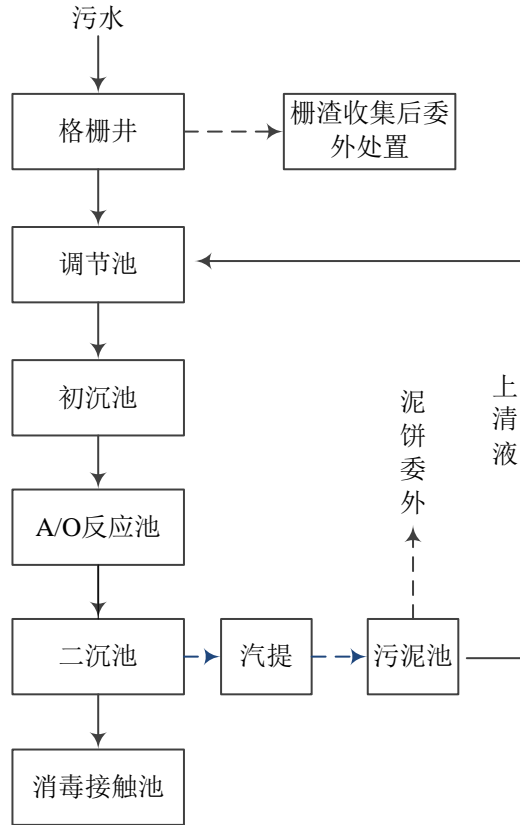 污水
格栅井
栅渣收集后委
外处置
调节池
初沉池
泥饼委外
上清液
A/O反应池
二沉池
汽提
污泥池
消毒接触池